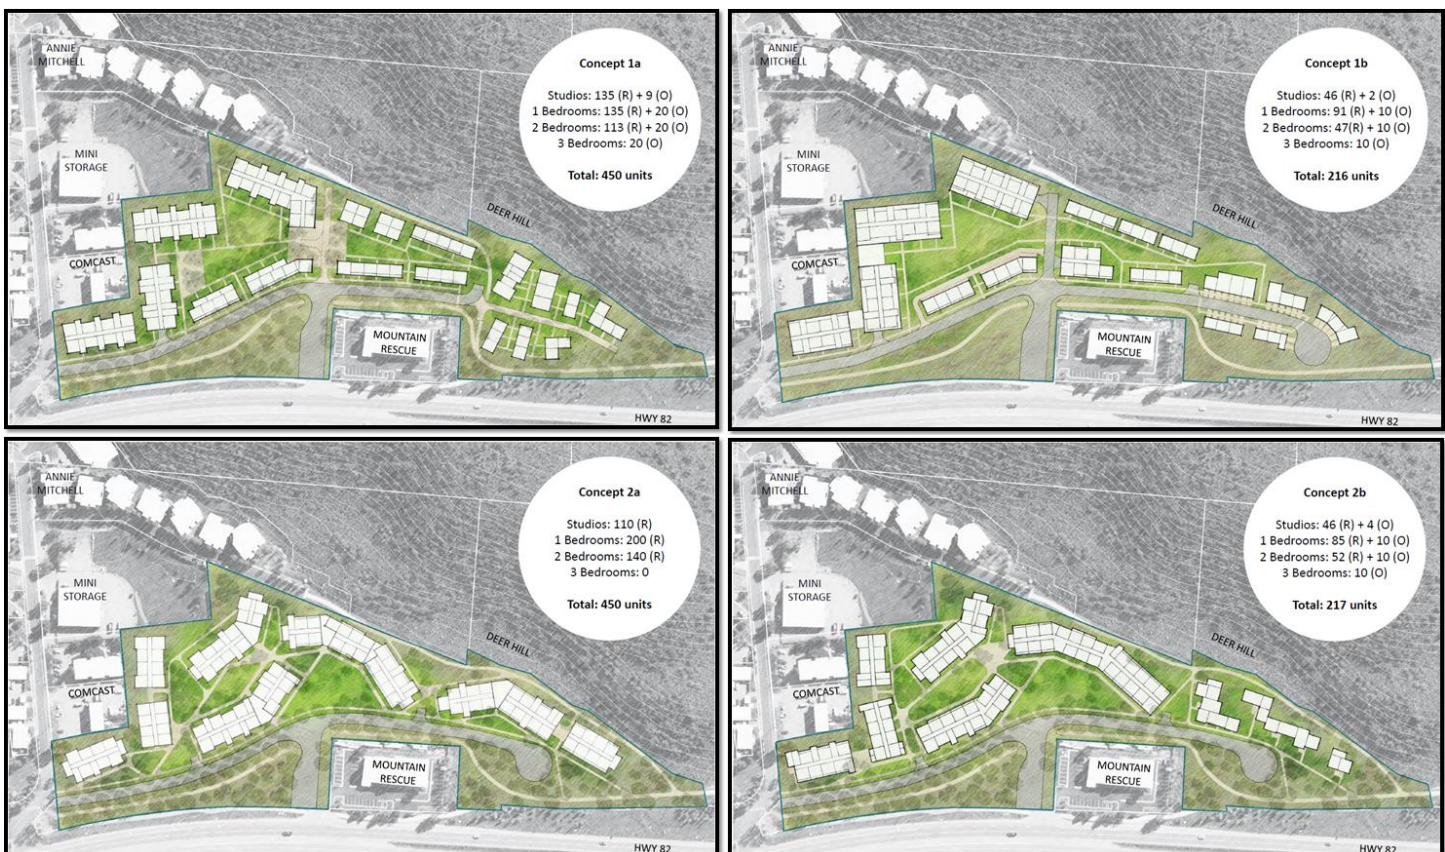 ANNIE
MITCHELL
MINI
STORAGE
COMCAST
DEER HILL
MOUNTAIN
RESCUE
HWY 82
Concept 1a
Studios: 135 (R) + 9 (O)
1 Bedrooms: 135 (R) + 20 (O)
2 Bedrooms: 113 (R) + 20 (O)
3 Bedrooms: 20 (O)
Total: 450 units
ANNIE
MITCHELL
MINI
STORAGE
COMCAST
DEER HILL
MOUNTAIN
RESCUE
HWY 82
Concept 1b
Studios: 46 (R) + 2 (O)
1 Bedrooms: 91 (R) + 10 (O)
2 Bedrooms: 47(R) + 10 (O)
3 Bedrooms: 10 (O)
Total: 216 units
ANNIE
MITCHELL
MINI
STORAGE
COMCAST
DEER HILL
MOUNTAIN
RESCUE
HWY 82
Concept 2a
Studios: 110 (R)
1 Bedrooms: 200 (R)
2 Bedrooms: 140 (R)
3 Bedrooms: 0
Total: 450 units
ANNIE
MITCHELL
MINI
STORAGE
COMCAST
DEER HILL
MOUNTAIN
RESCUE
HWY 82
Concept 2b
Studios: 46 (R) + 4 (O)
1 Bedrooms: 85 (R) + 10 (O)
2 Bedrooms: 52 (R) + 10 (O)
3 Bedrooms: 10 (O)
Total: 217 units